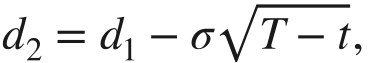 d₂ = d₁ − σ√(T − t),